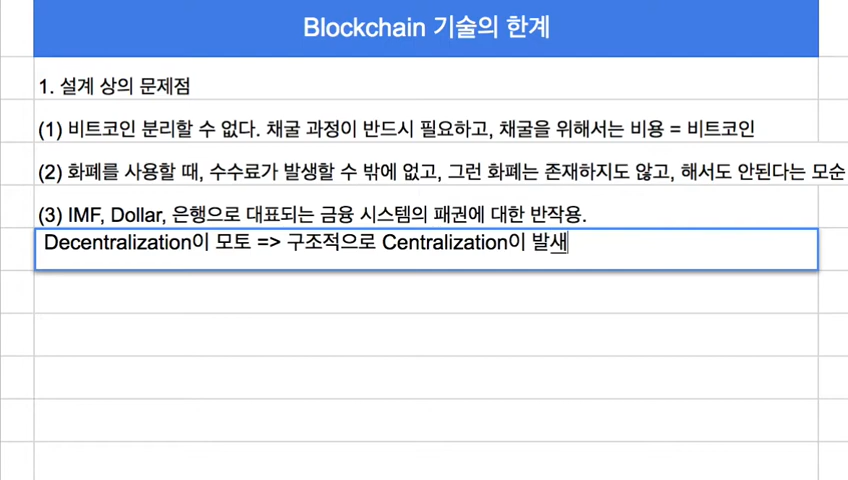 Blockchain 기술의 한계
1. 설계 상의 문제점
(1) 비트코인 분리할 수 없다. 채굴 과정이 반드시 필요하고, 채굴을 위해서는 비용 = 비트코인
(2) 화폐를 사용할 때, 수수료가 발생할 수 밖에 없고, 그런 화폐는 존재하지도 않고, 해서도 안된다는 모순
(3) IMF, Dollar, 은행으로 대표되는 금융 시스템의 패권에 대한 반작용.
Decentralization이 모토 => 구조적으로 Centralization이 발새